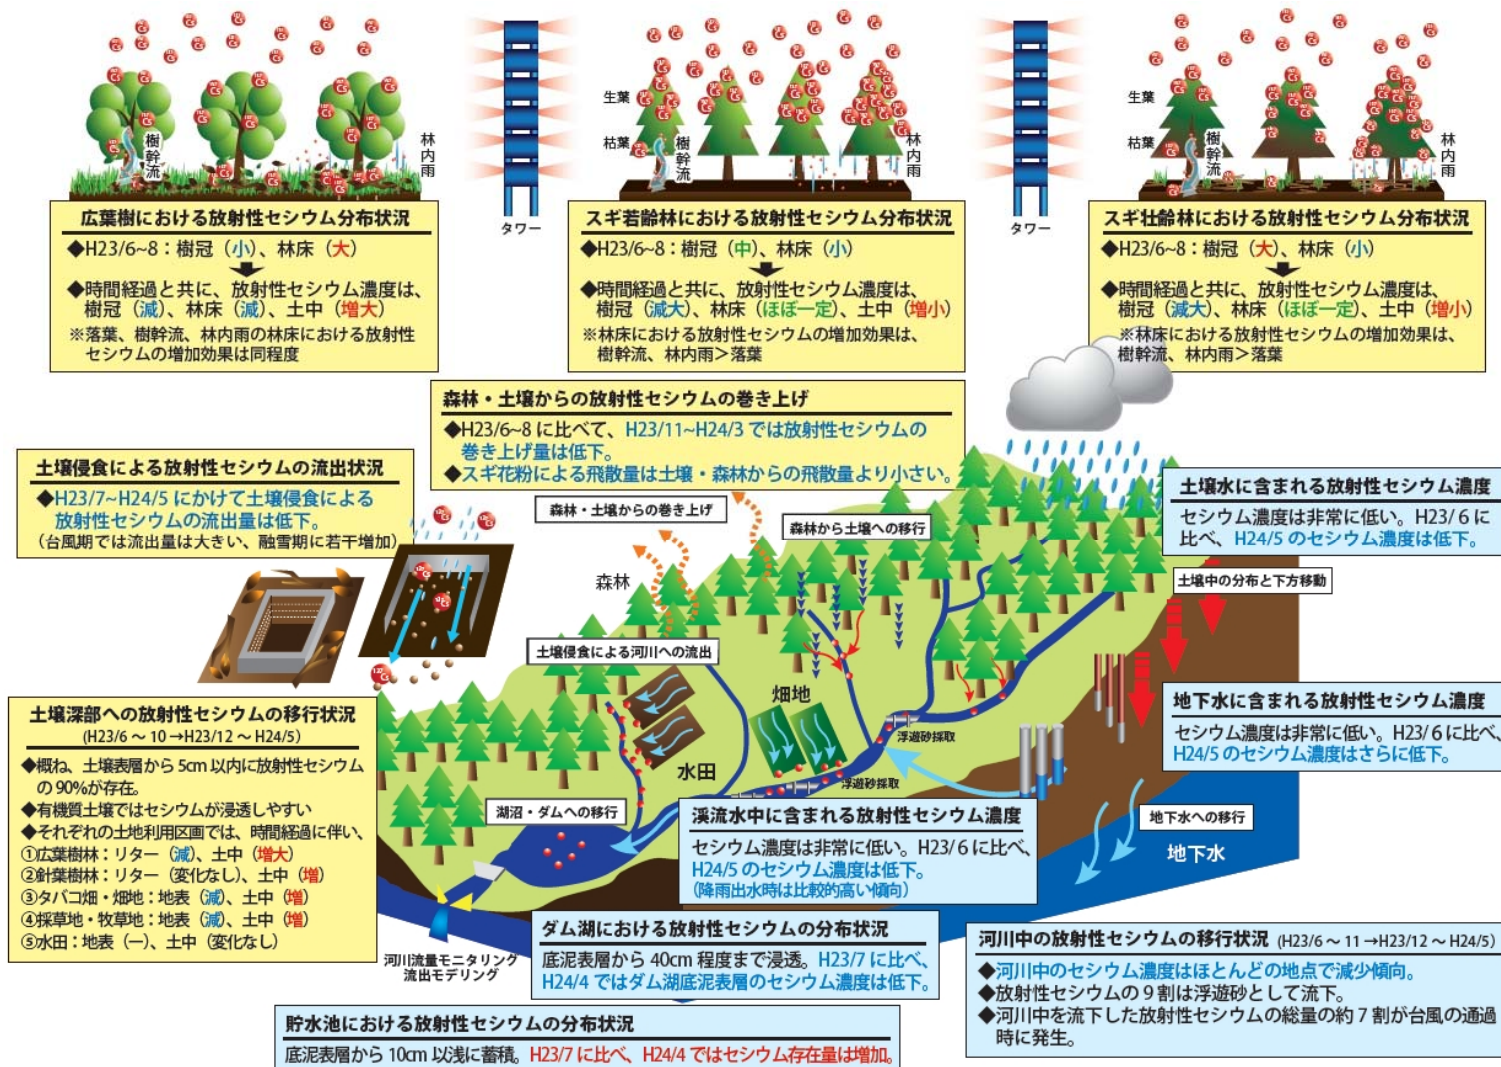 生葉
枯葉
樹幹流
林内雨
樹幹流
林内雨
生葉
枯葉
樹幹流
林内雨
タワー
タワー
広葉樹における放射性セシウム分布状況
◆H23/6~8：樹冠（小）、林床（大）
◆時間経過と共に、放射性セシウム濃度は、
樹冠（減）、林床（減）、土中（増大）
※落葉、樹幹流、林内雨の林床における放射性
セシウムの増加効果は同程度
スギ若齢林における放射性セシウム分布状況
◆H23/6~8：樹冠（中）、林床（小）
◆時間経過と共に、放射性セシウム濃度は、
樹冠（減大）、林床（ほぼ一定）、土中（増小）
※林床における放射性セシウムの増加効果は、
樹幹流、林内雨＞落葉
スギ壮齢林における放射性セシウム分布状況
◆H23/6~8：樹冠（大）、林床（小）
◆時間経過と共に、放射性セシウム濃度は、
樹冠（減大）、林床（ほぼ一定）、土中（増小）
※林床における放射性セシウムの増加効果は、
樹幹流、林内雨＞落葉
森林・土壌からの放射性セシウムの巻き上げ
◆H23/6~8 に比べて、H23/11~H24/3 では放射性セシウムの
巻き上げ量は低下。
◆スギ花粉による飛散量は土壌・森林からの飛散量より小さい。
土壌侵食による放射性セシウムの流出状況
◆H23/7~H24/5 にかけて土壌侵食による
放射性セシウムの流出量は低下。
（台風期では流出量は大きい、融雪期に若干増加）
森林・土壌からの巻き上げ
森林から土壌への移行
土壌水に含まれる放射性セシウム濃度
セシウム濃度は非常に低い。H23/6 に
比べ、H24/5 のセシウム濃度は低下。
土壌中の分布と下方移動
森林
土壌侵食による河川への流出
畑地
水田
浮遊砂採取
浮遊砂採取
湖沼・ダムへの移行
地下水に含まれる放射性セシウム濃度
セシウム濃度は非常に低い。H23/6 に比べ、
H24/5 のセシウム濃度はさらに低下。
地下水への移行
地下水
土壌深部への放射性セシウムの移行状況
(H23/6 ～ 10 →H23/12 ～ H24/5)
◆概ね、土壌表層から 5cm 以内に放射性セシウム
の 90%が存在。
◆有機質土壌ではセシウムが浸透しやすい
◆それぞれの土地利用区画では、時間経過に伴い、
①広葉樹林：リター（減）、土中（増大）
②針葉樹林：リター（変化なし）、土中（増）
③タバコ畑・畑地：地表（減）、土中（増）
④採草地・牧草地：地表（減）、土中（増）
⑤水田：地表（ー）、土中（変化なし）
渓流水中に含まれる放射性セシウム濃度
セシウム濃度は非常に低い。H23/6 に比べ、
H24/5 のセシウム濃度は低下。
（降雨出水時は比較的高い傾向）
河川流量モニタリング
流出モデリング
ダム湖における放射性セシウムの分布状況
底泥表層から 40cm 程度まで浸透。H23/7 に比べ、
H24/4 ではダム湖底泥表層のセシウム濃度は低下。
河川中の放射性セシウムの移行状況 (H23/6 ～ 11 →H23/12 ～ H24/5)
◆河川中のセシウム濃度はほとんどの地点で減少傾向。
◆放射性セシウムの 9 割は浮遊砂として流下。
◆河川中を流下した放射性セシウムの総量の約 7 割が台風の通過
時に発生。
貯水池における放射性セシウムの分布状況
底泥表層から 10cm 以浅に蓄積。H23/7 に比べ、H24/4 ではセシウム存在量は増加。